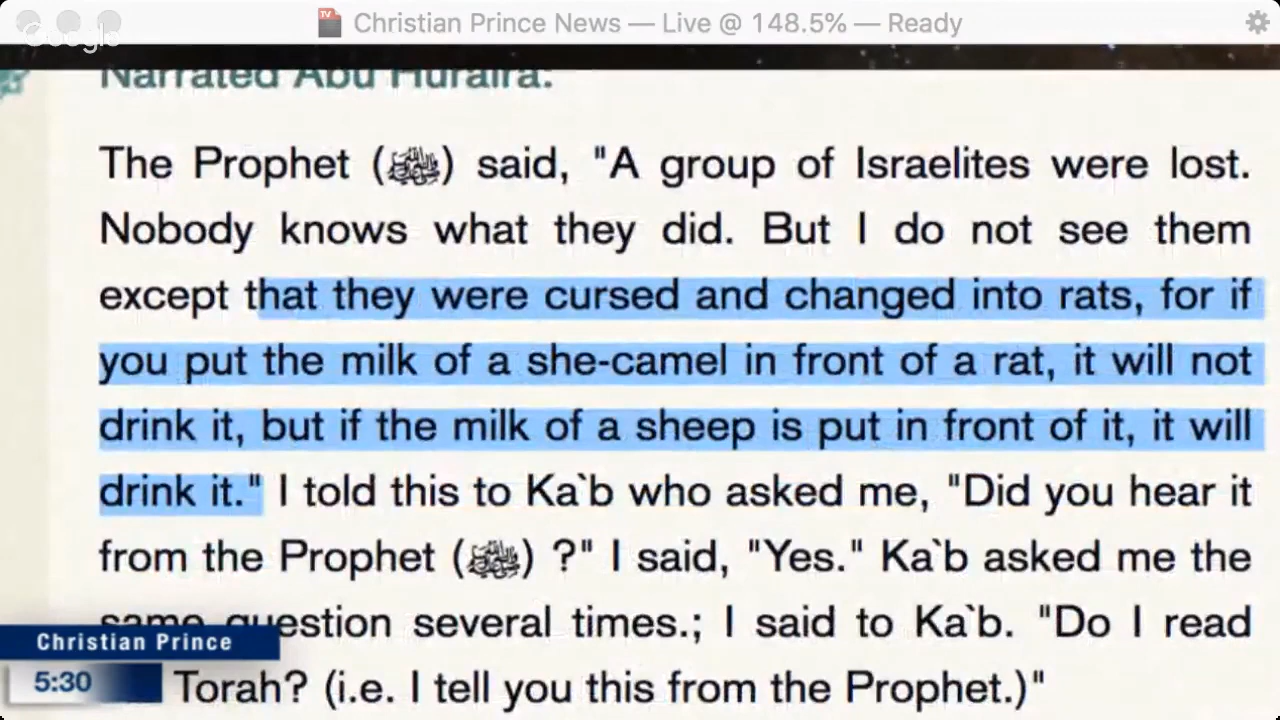 TV Christian Prince News — Live @ 148.5% — Ready
Google
Narrated Abu Huraira:
The Prophet (ﷺ) said, "A group of Israelites were lost.
Nobody knows what they did. But I do not see them
except that they were cursed and changed into rats, for if
you put the milk of a she-camel in front of a rat, it will not
drink it, but if the milk of a sheep is put in front of it, it will
drink it." I told this to Ka`b who asked me, "Did you hear it
from the Prophet (ﷺ) ?" I said, "Yes." Ka`b asked me the
same question several times.; I said to Ka`b. "Do I read
Torah? (i.e. I tell you this from the Prophet.)"
Christian Prince
5:30